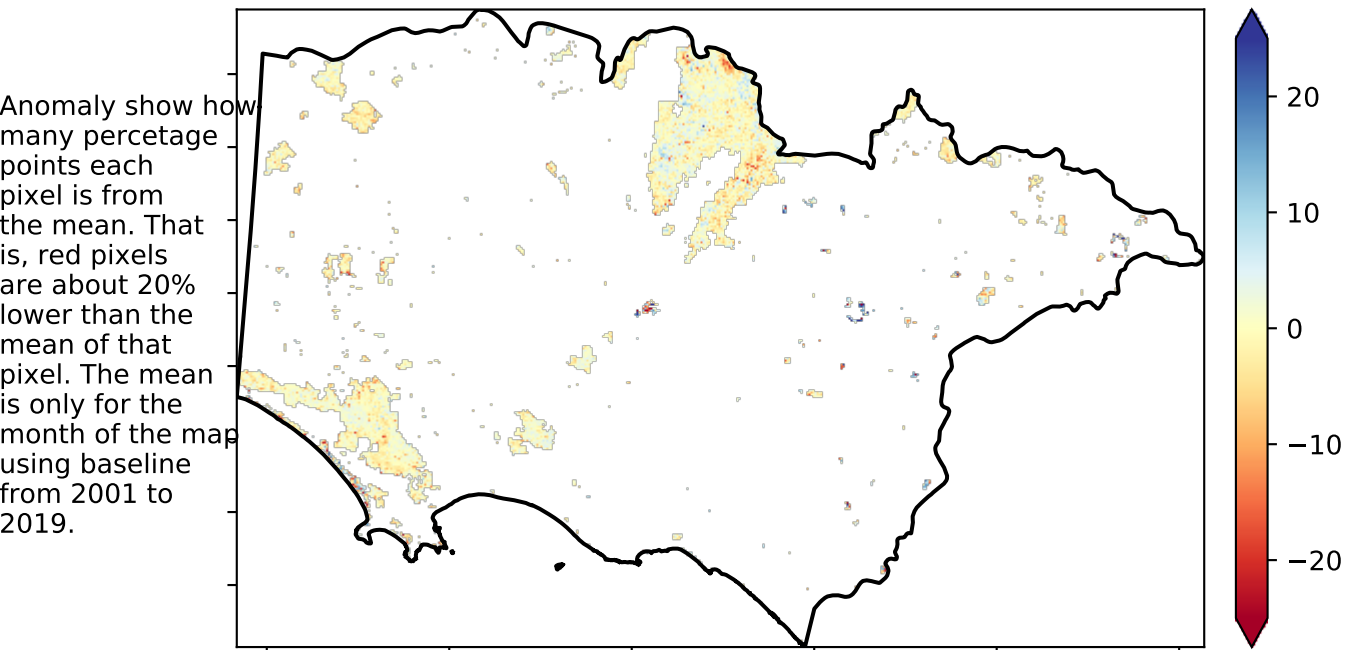 Anomaly show how
many percetage
points each
pixel is from
the mean. That
is, red pixels
are about 20%
lower than the
mean of that
pixel. The mean
is only for the
month of the map
using baseline
from 2001 to
2019.
20
10
0
−10
−20